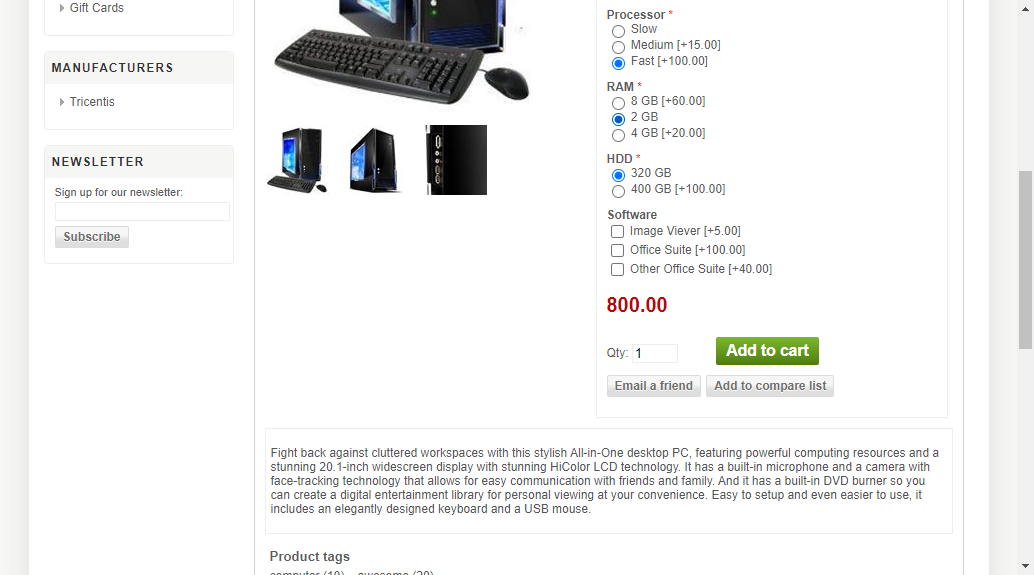 Gift Cards
MANUFACTURERS
Tricentis
NEWSLETTER
Sign up for our newsletter:
Subscribe
Processor *
Slow
Medium [+15.00]
Fast [+100.00]
RAM *
8 GB [+60.00]
2 GB
4 GB [+20.00]
HDD *
320 GB
400 GB [+100.00]
Software
Image Viever [+5.00]
Office Suite [+100.00]
Other Office Suite [+40.00]
800.00
Qty: 1
Add to cart
Email a friend
Add to compare list
Fight back against cluttered workspaces with this stylish All-in-One desktop PC, featuring powerful computing resources and a
stunning 20.1-inch widescreen display with stunning HiColor LCD technology. It has a built-in microphone and a camera with
face-tracking technology that allows for easy communication with friends and family. And it has a built-in DVD burner so you
can create a digital entertainment library for personal viewing at your convenience. Easy to setup and even easier to use, it
includes an elegantly designed keyboard and a USB mouse.
Product tags
computer (19) awesome (20)